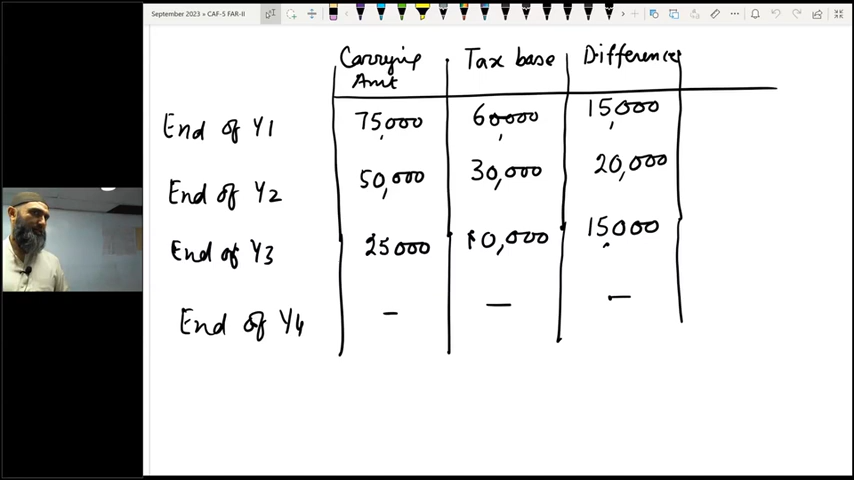 September 2023 » CAF-5 FAR-II
Carrying Amt Tax base Difference
End of Y1 75,000 60,000 15,000
End of Y2 50,000 30,000 20,000
End of Y3 25000 10,000 15,000
End of Y4 - - -